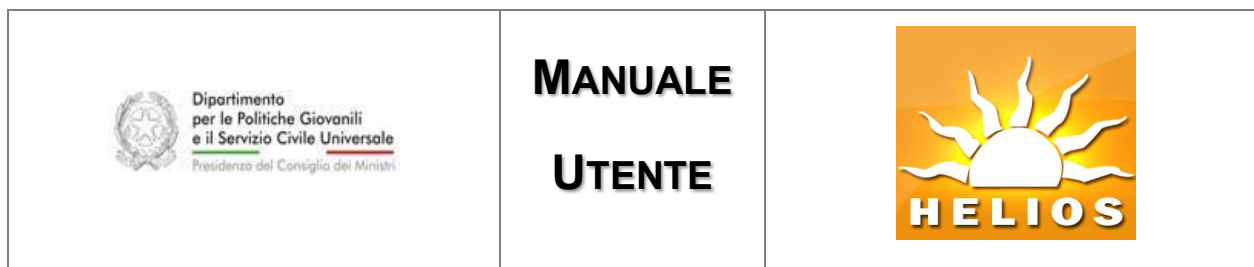 Dipartimento
per le Politiche Giovanili
e il Servizio Civile Universale
Presidenza del Consiglio dei Ministri
MANUALE
UTENTE
HELIOS